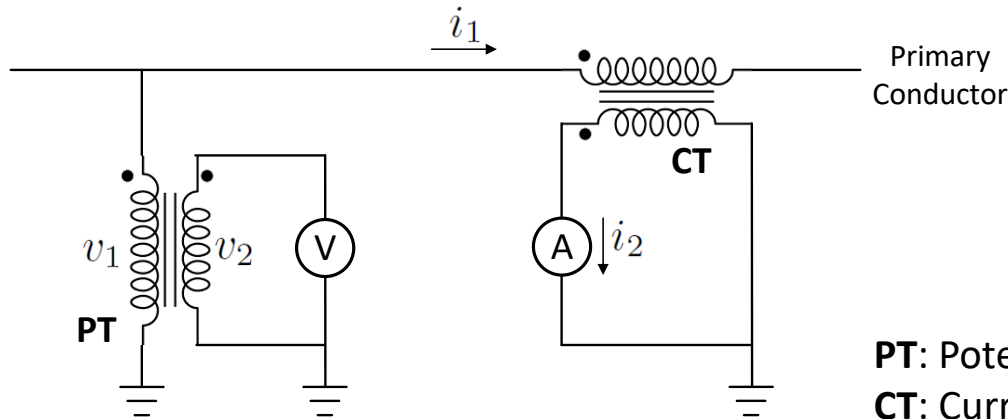 i₁
Primary
Conductor
CT
v₁
v₂
V
A
i₂
PT
PT: Pote
CT: Curr